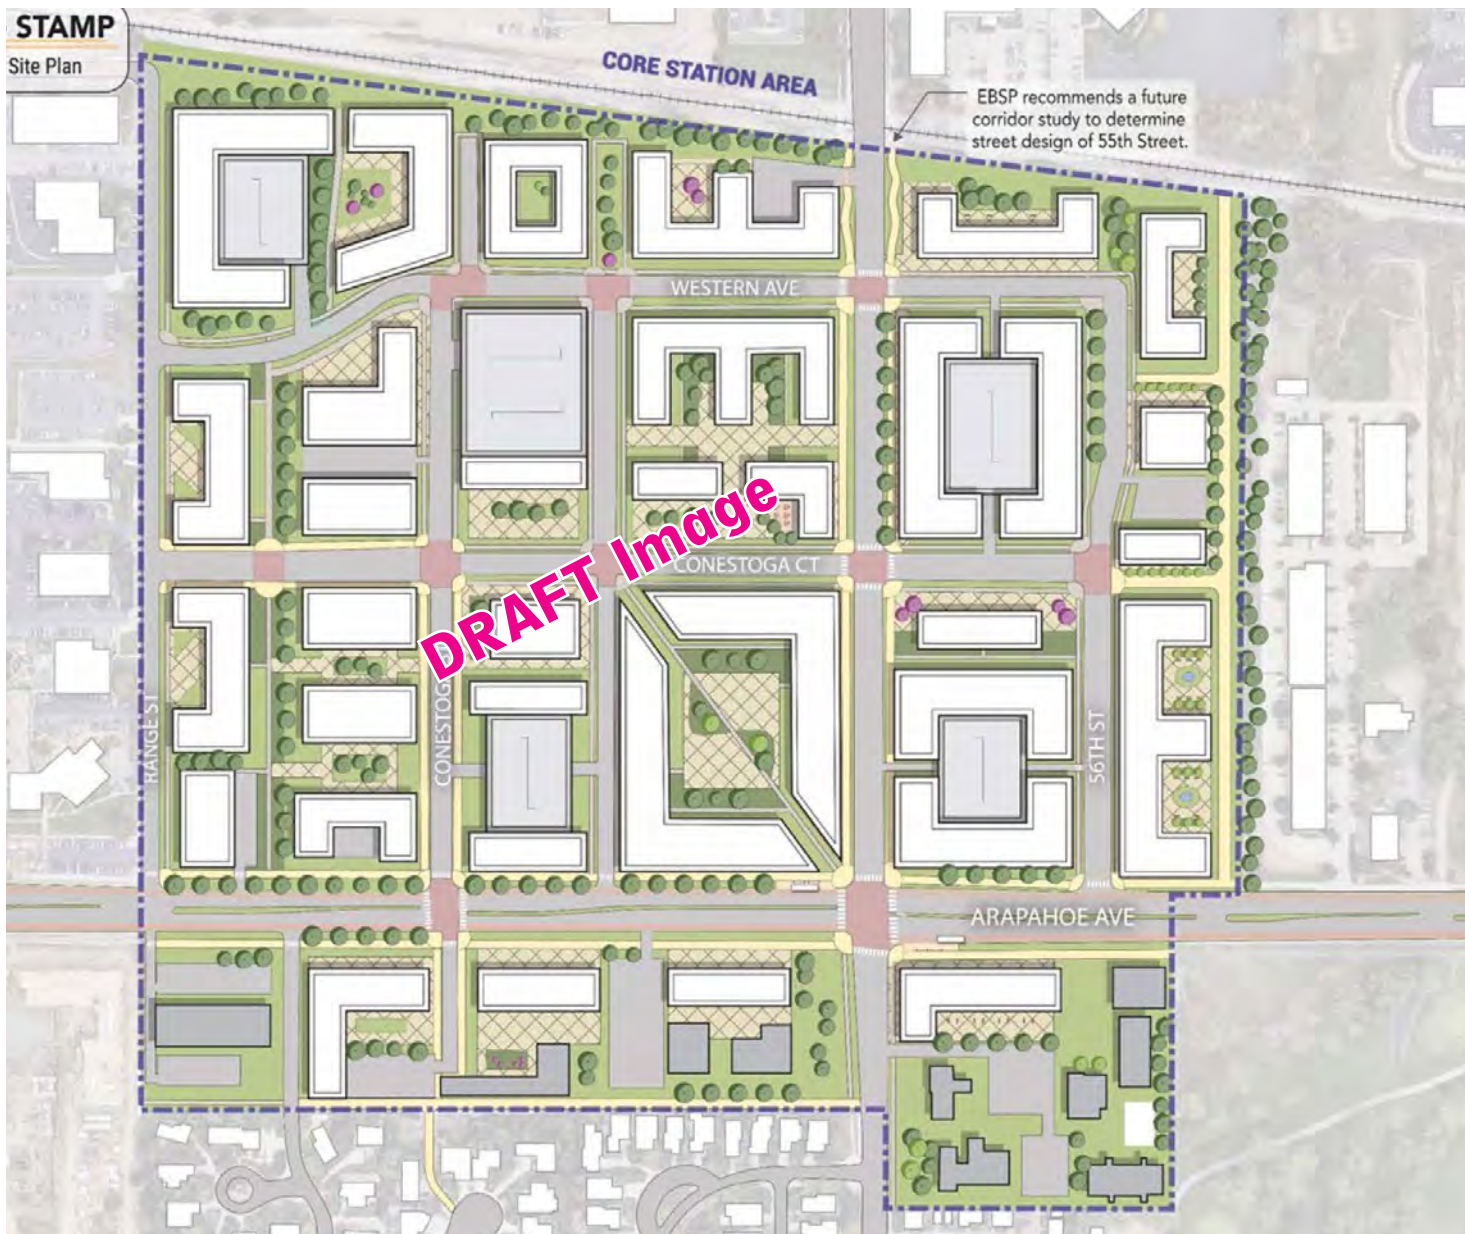 STAMP
Site Plan
CORE STATION AREA
EBSP recommends a future
corridor study to determine
street design of 55th Street.
WESTERN AVE
DRAFT Image
CONESTOGA CT
RANGE ST
CONESTOG
56TH ST
ARAPAHOE AVE